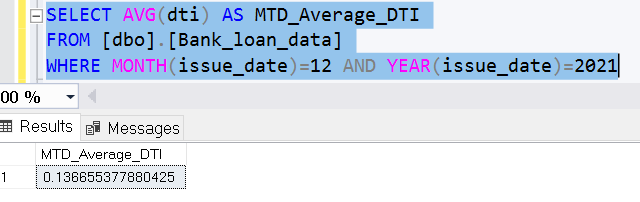 SELECT AVG(dti) AS MTD_Average_DTI
FROM [dbo].[Bank_loan_data]
WHERE MONTH(issue_date)=12 AND YEAR(issue_date)=2021
00 %
Results Messages
MTD_Average_DTI
1 0.136655377880425